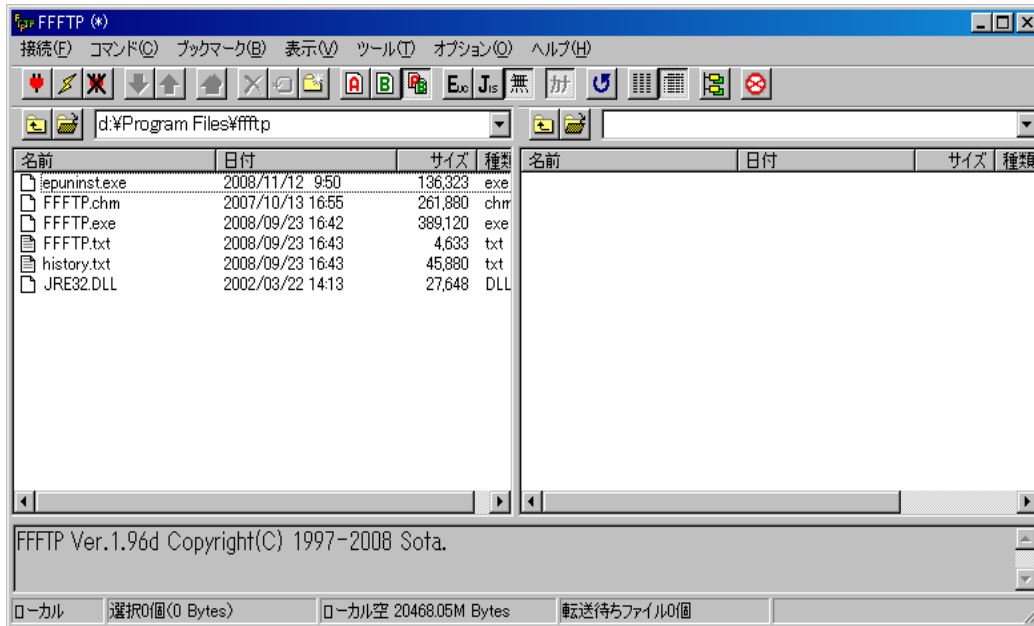 FFFTP (*)
接続(F) コマンド(C) ブックマーク(B) 表示(V) ツール(T) オプション(O) ヘルプ(H)
A B EUC JIS 無 カナ
d:¥Program Files¥ffftp
名前 日付 サイズ 種類 名前 日付 サイズ 種類
epuninst.exe 2008/11/12 9:50 136,323 exe
FFFTP.chm 2007/10/13 16:55 261,880 chm
FFFTP.exe 2008/09/23 16:42 389,120 exe
FFFTP.txt 2008/09/23 16:43 4,633 txt
history.txt 2008/09/23 16:43 45,880 txt
JRE32.DLL 2002/03/22 14:13 27,648 DLL
FFFTP Ver.1.96d Copyright(C) 1997-2008 Sota.
ローカル 選択0個(0 Bytes) ローカル空 20468.05M Bytes 転送待ちファイル0個